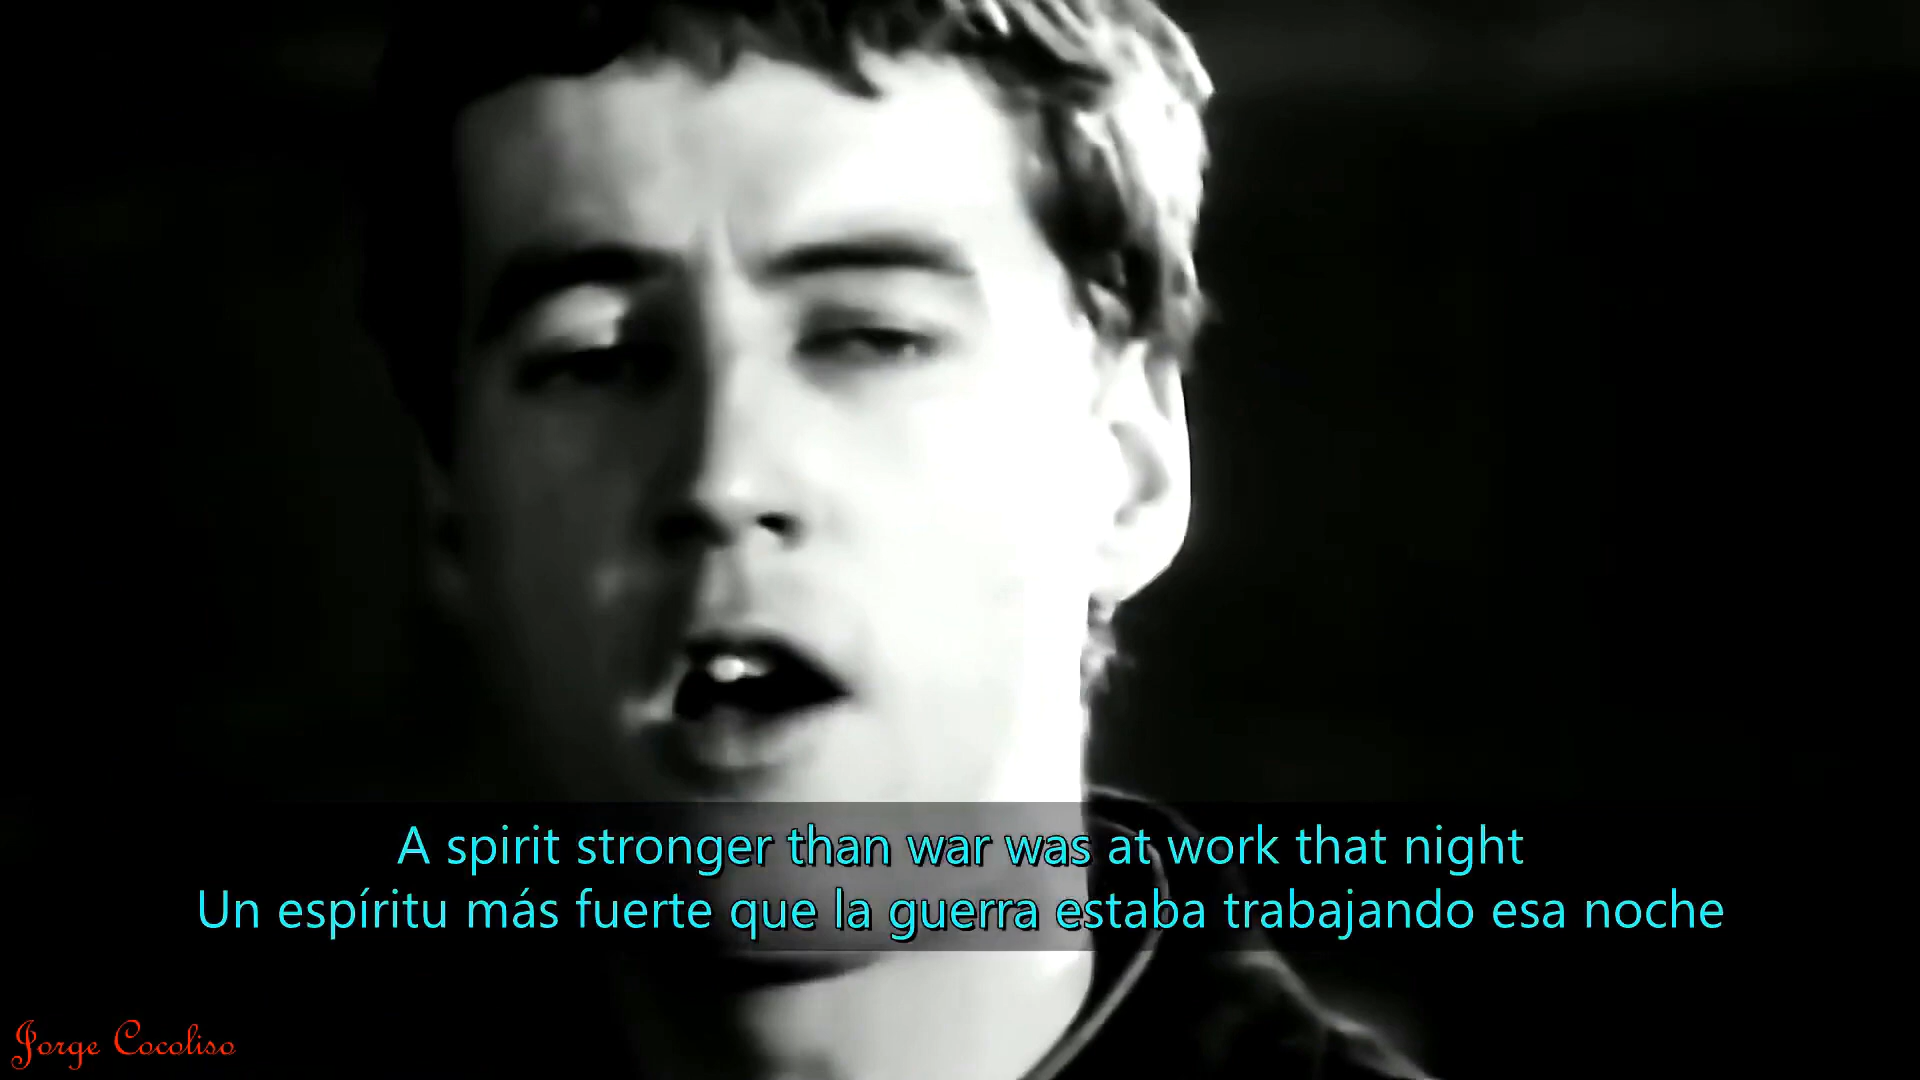 A spirit stronger than war was at work that night
Un espíritu más fuerte que la guerra estaba trabajando esa noche
Jorge Cocoliso